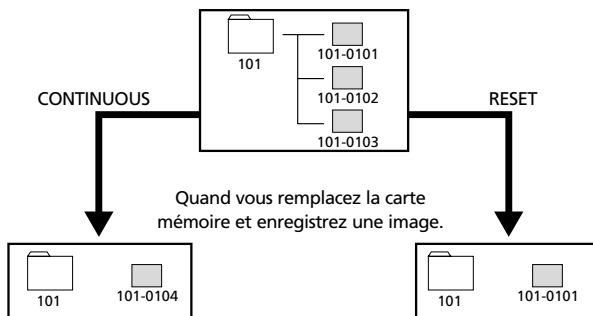 101
101-0101
101-0102
101-0103
CONTINUOUS
RESET
Quand vous remplacez la carte
mémoire et enregistrez une image.
101
101-0104
101
101-0101